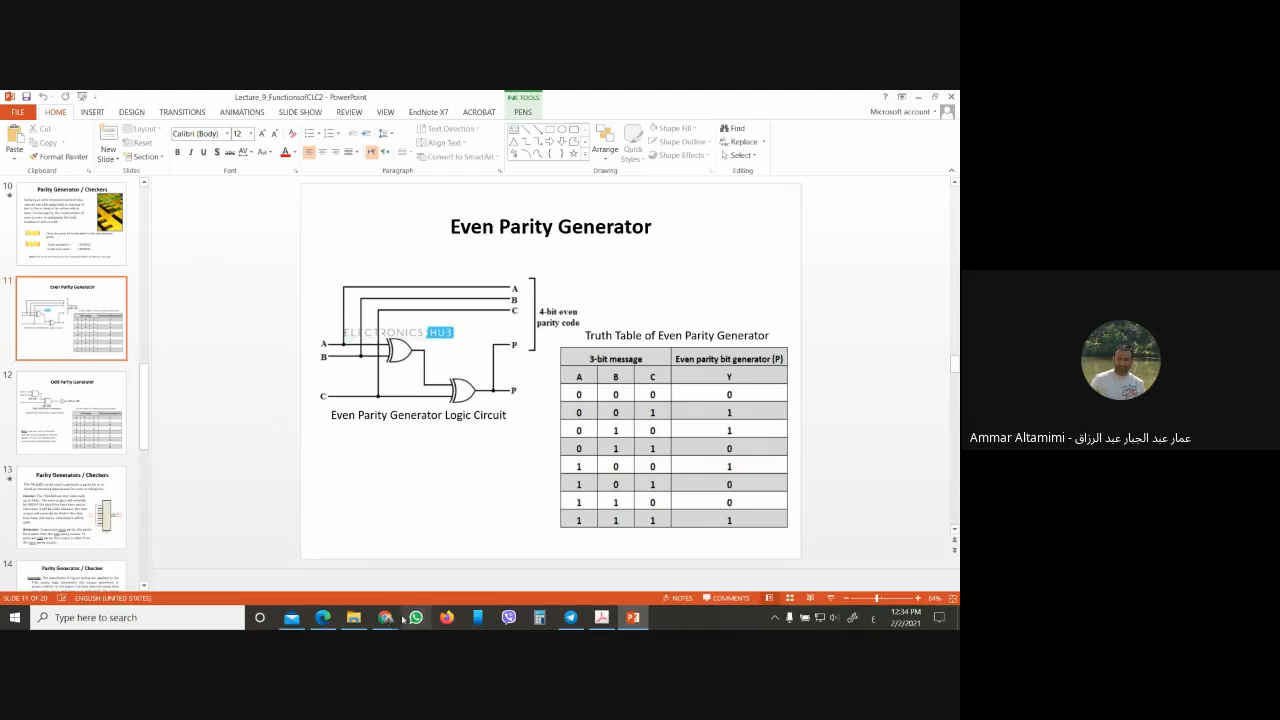 Lecture_9_FunctionsofCLC2 - PowerPoint
INK TOOLS
FILE HOME INSERT DESIGN TRANSITIONS ANIMATIONS SLIDE SHOW REVIEW VIEW EndNote X7 ACROBAT PENS
Microsoft account
Paste
Cut
Copy
Format Painter
Clipboard
New
Slide
Layout
Reset
Section
Slides
Calibri (Body) 12
Font
Text Direction
Align Text
Convert to SmartArt
Paragraph
Arrange
Quick
Styles
Shape Fill
Shape Outline
Shape Effects
Drawing
Find
Replace
Select
Editing
10
Parity Generator / Checkers
11
Even Parity Generator
12
Odd Parity Generator
13
Parity Generators / Checkers
14
Parity Generator / Checker
Even Parity Generator
A
B
C
4-bit even
parity code
ELECTRONICS HUB
A
B
P
C
P
Even Parity Generator Logic Circuit
Truth Table of Even Parity Generator
3-bit message Even parity bit generator (P)
A B C Y
0 0 0 0
0 0 1 1
0 1 0 1
0 1 1 0
1 0 0 1
1 0 1 0
1 1 0 0
1 1 1 1
Ammar Altamimi - عمار عبد الجبار عبد الرزاق
SLIDE 11 OF 20 ENGLISH (UNITED STATES) NOTES COMMENTS 84%
Type here to search
ع
12:34 PM
2/2/2021